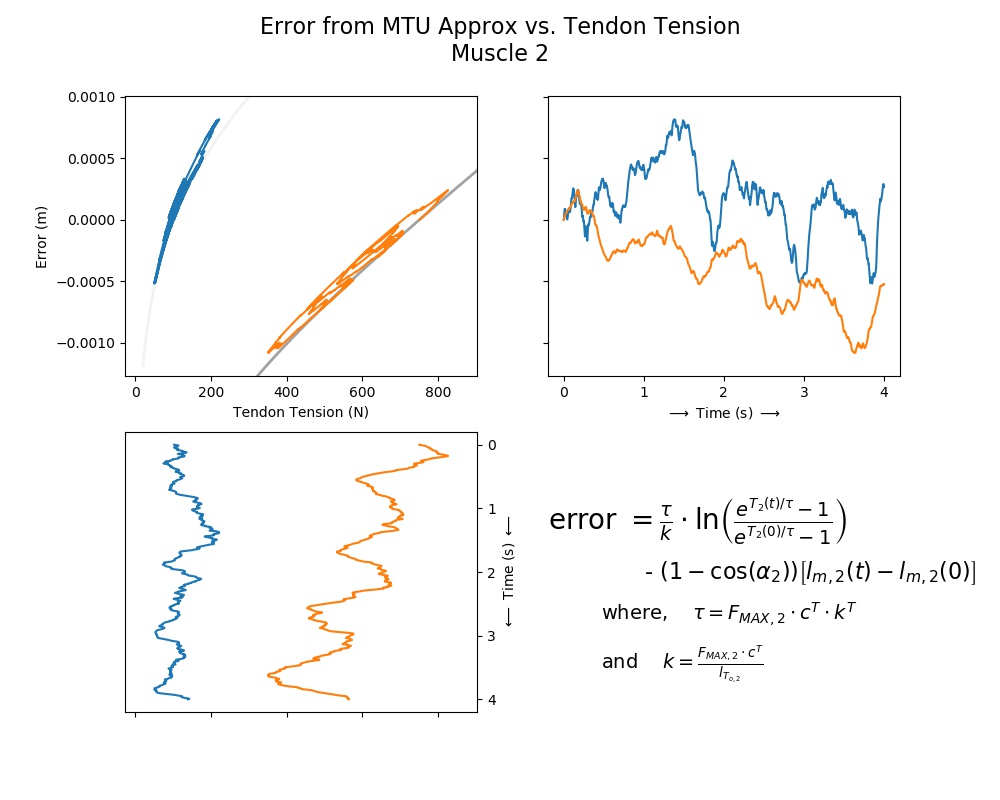 Error from MTU Approx vs. Tendon Tension
Muscle 2
0.0010
0.0005
0.0000
−0.0005
−0.0010
Error (m)
0 200 400 600 800
Tendon Tension (N)
0 1 2 3 4
⟶ Time (s) ⟶
0
1
2
3
4
⟵ Time (s) ⟵
error = τ/k · ln((e^{T₂(t)/τ} − 1)/(e^{T₂(0)/τ} − 1))
- (1 − cos(α₂))[l_{m,2}(t) − l_{m,2}(0)]
where, τ = F_{MAX,2} · c^T · k^T
and k = (F_{MAX,2} · c^T)/l_{T_{o,2}}